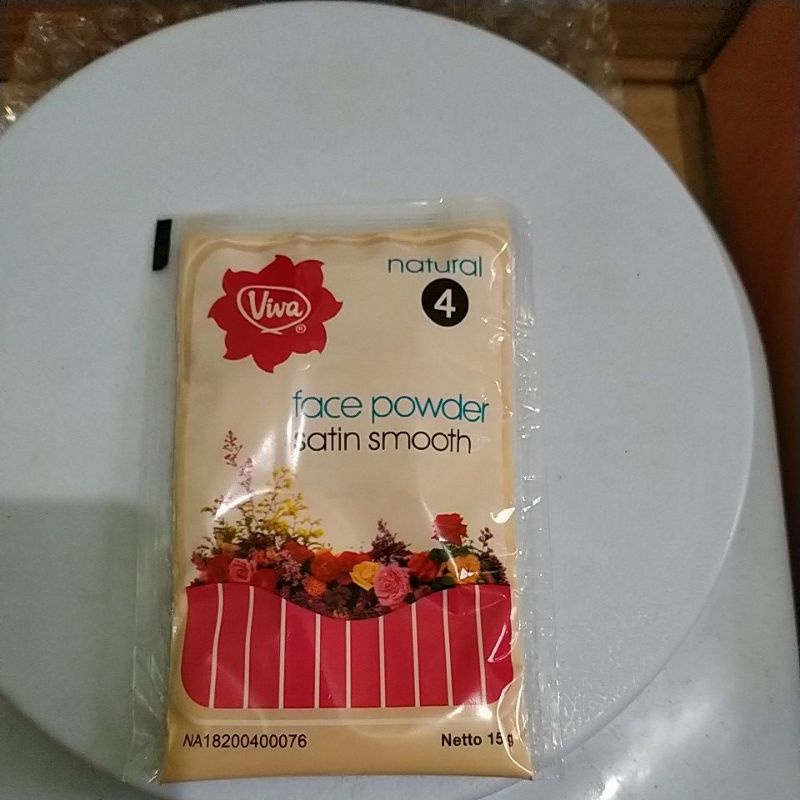 Viva
®
natural
4
face powder
satin smooth
NA18200400076
Netto 15g